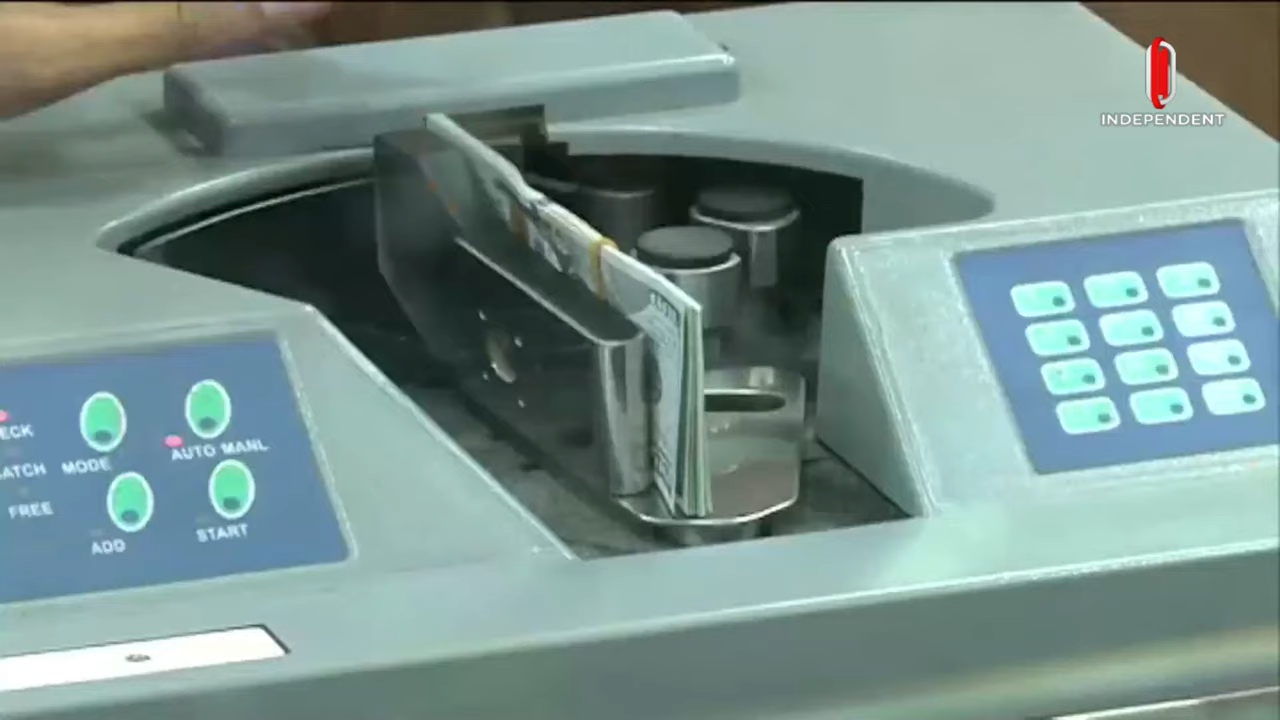 INDEPENDENT
ECK
ATCH
MODE
AUTO MANL
FREE
ADD
START